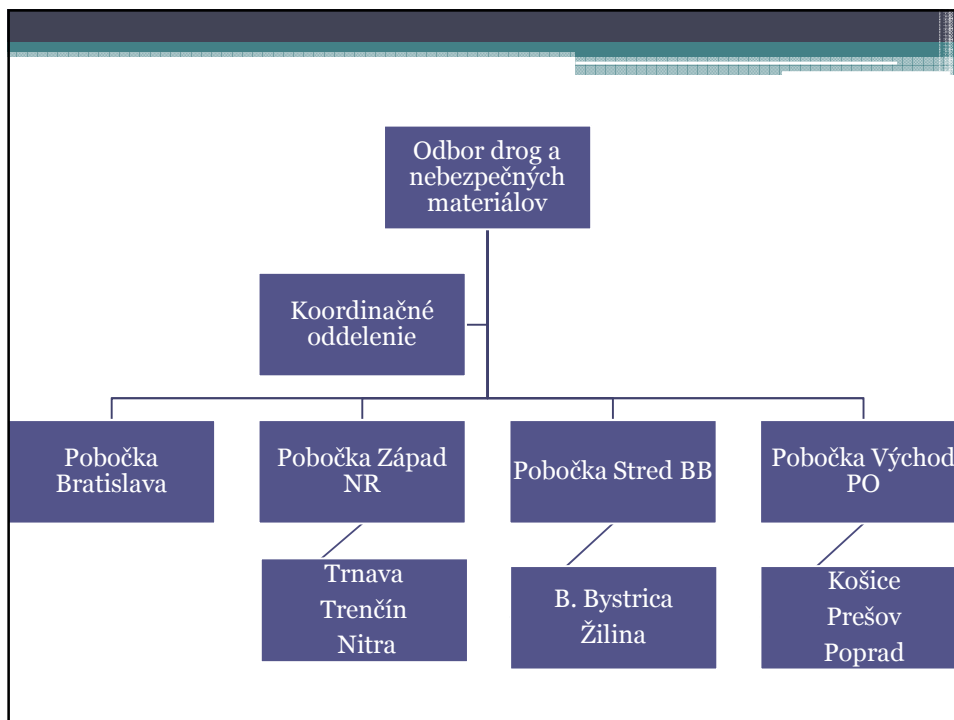 Odbor drog a
nebezpečných
materiálov
Koordinačné
oddelenie
Pobočka
Bratislava
Pobočka Západ
NR
Pobočka Stred BB
Pobočka Východ
PO
Trnava
Trenčín
Nitra
B. Bystrica
Žilina
Košice
Prešov
Poprad